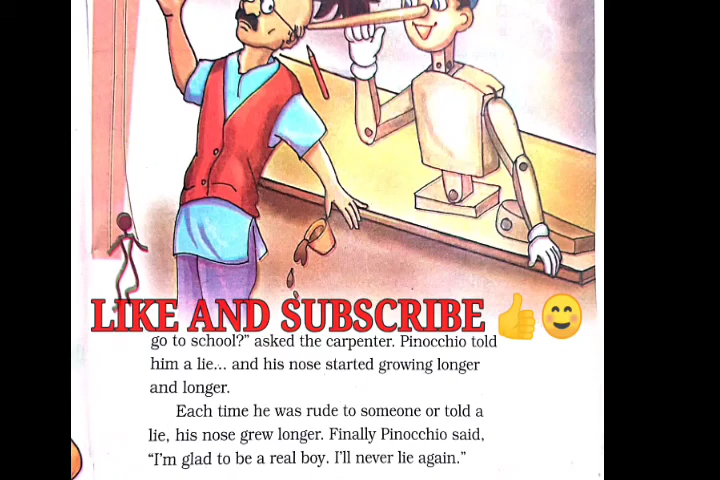 LIKE AND SUBSCRIBE 👍😊
go to school?" asked the carpenter. Pinocchio told
him a lie... and his nose started growing longer
and longer.
Each time he was rude to someone or told a
lie, his nose grew longer. Finally Pinocchio said,
"I'm glad to be a real boy. I'll never lie again."